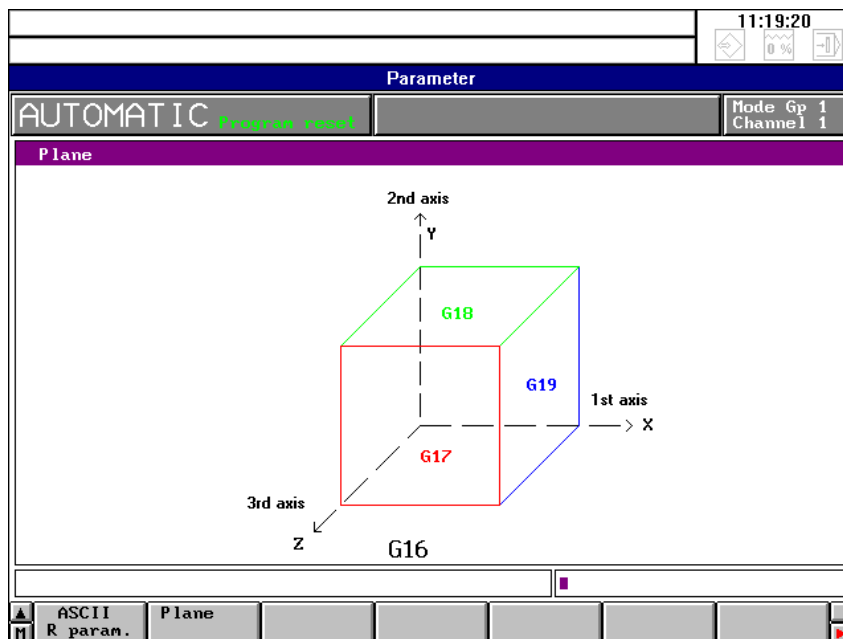 11:19:20
0 %
Parameter
AUTOMATIC Program reset
Mode Gp 1
Channel 1
Plane
2nd axis
Y
G18
G19
1st axis
X
G17
3rd axis
Z
G16
ASCII
R param.
Plane
M